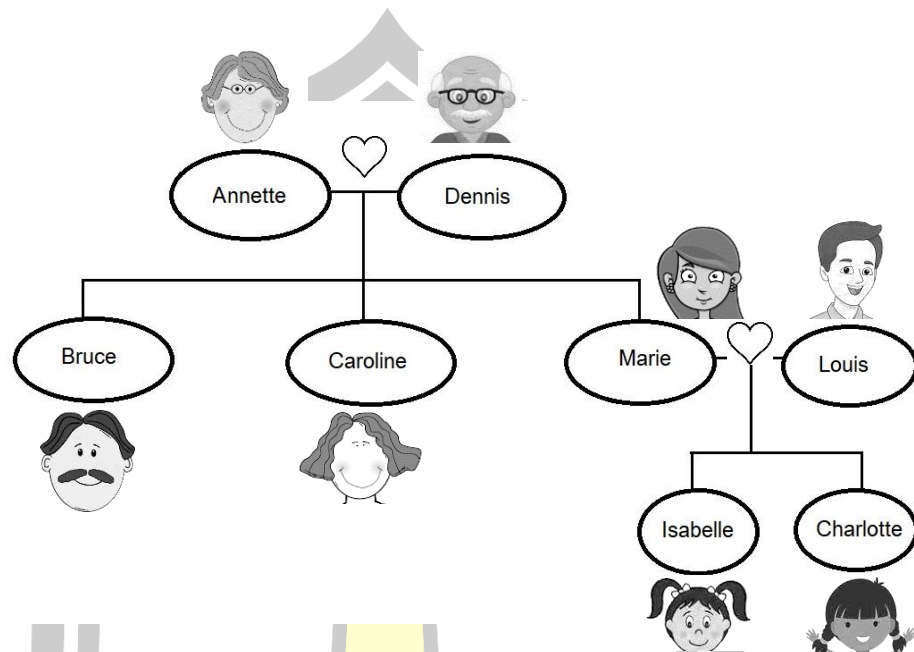 Annette
Dennis
Bruce
Caroline
Marie
Louis
Isabelle
Charlotte